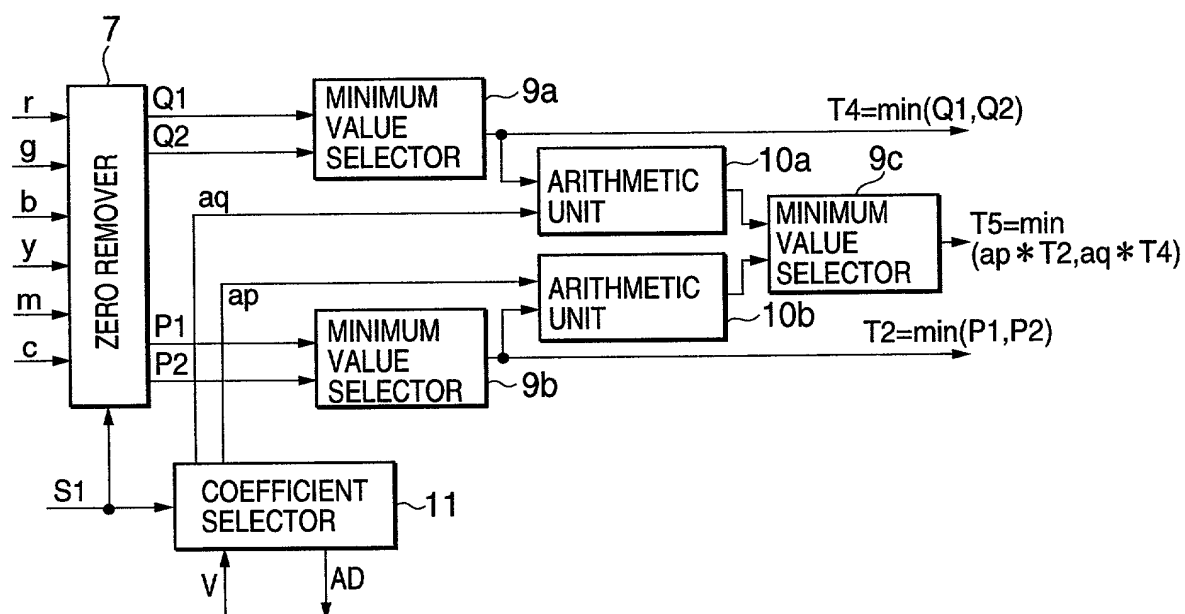 7
r
g
b
y
m
c
ZERO REMOVER
Q1
Q2
MINIMUM
VALUE
SELECTOR
9a
T4=min(Q1,Q2)
aq
ARITHMETIC
UNIT
10a
9c
MINIMUM
VALUE
SELECTOR
T5=min
(ap*T2,aq*T4)
ap
ARITHMETIC
UNIT
10b
P1
P2
MINIMUM
VALUE
SELECTOR
9b
T2=min(P1,P2)
S1
COEFFICIENT
SELECTOR
11
V
AD